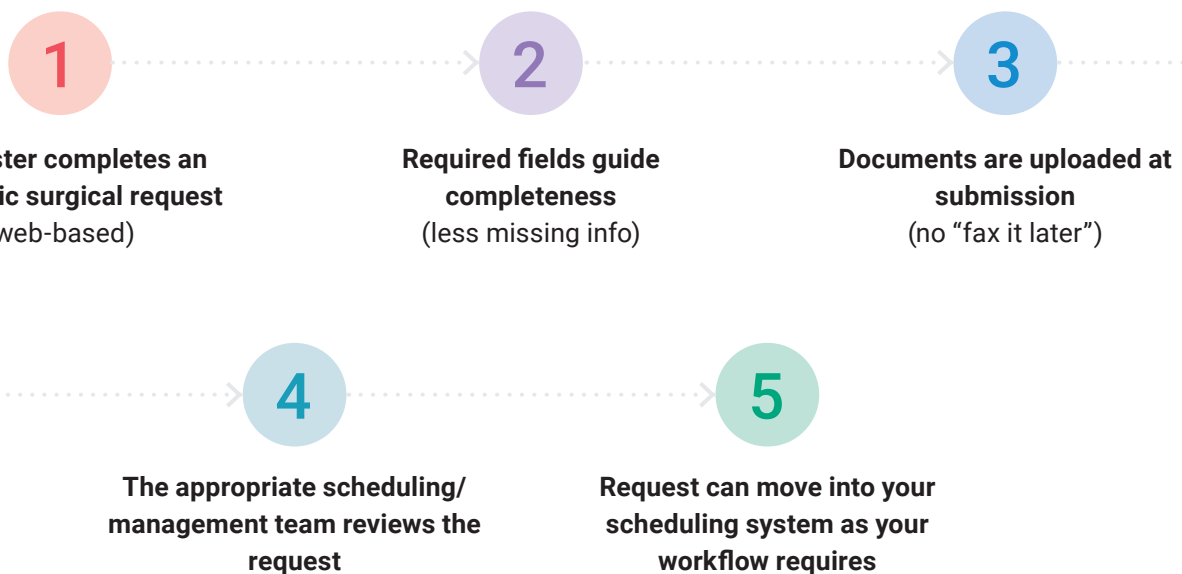 1
2
3
ster completes an
ic surgical request
web-based)
Required fields guide
completeness
(less missing info)
Documents are uploaded at
submission
(no “fax it later”)
4
5
The appropriate scheduling/
management team reviews the
request
Request can move into your
scheduling system as your
workflow requires